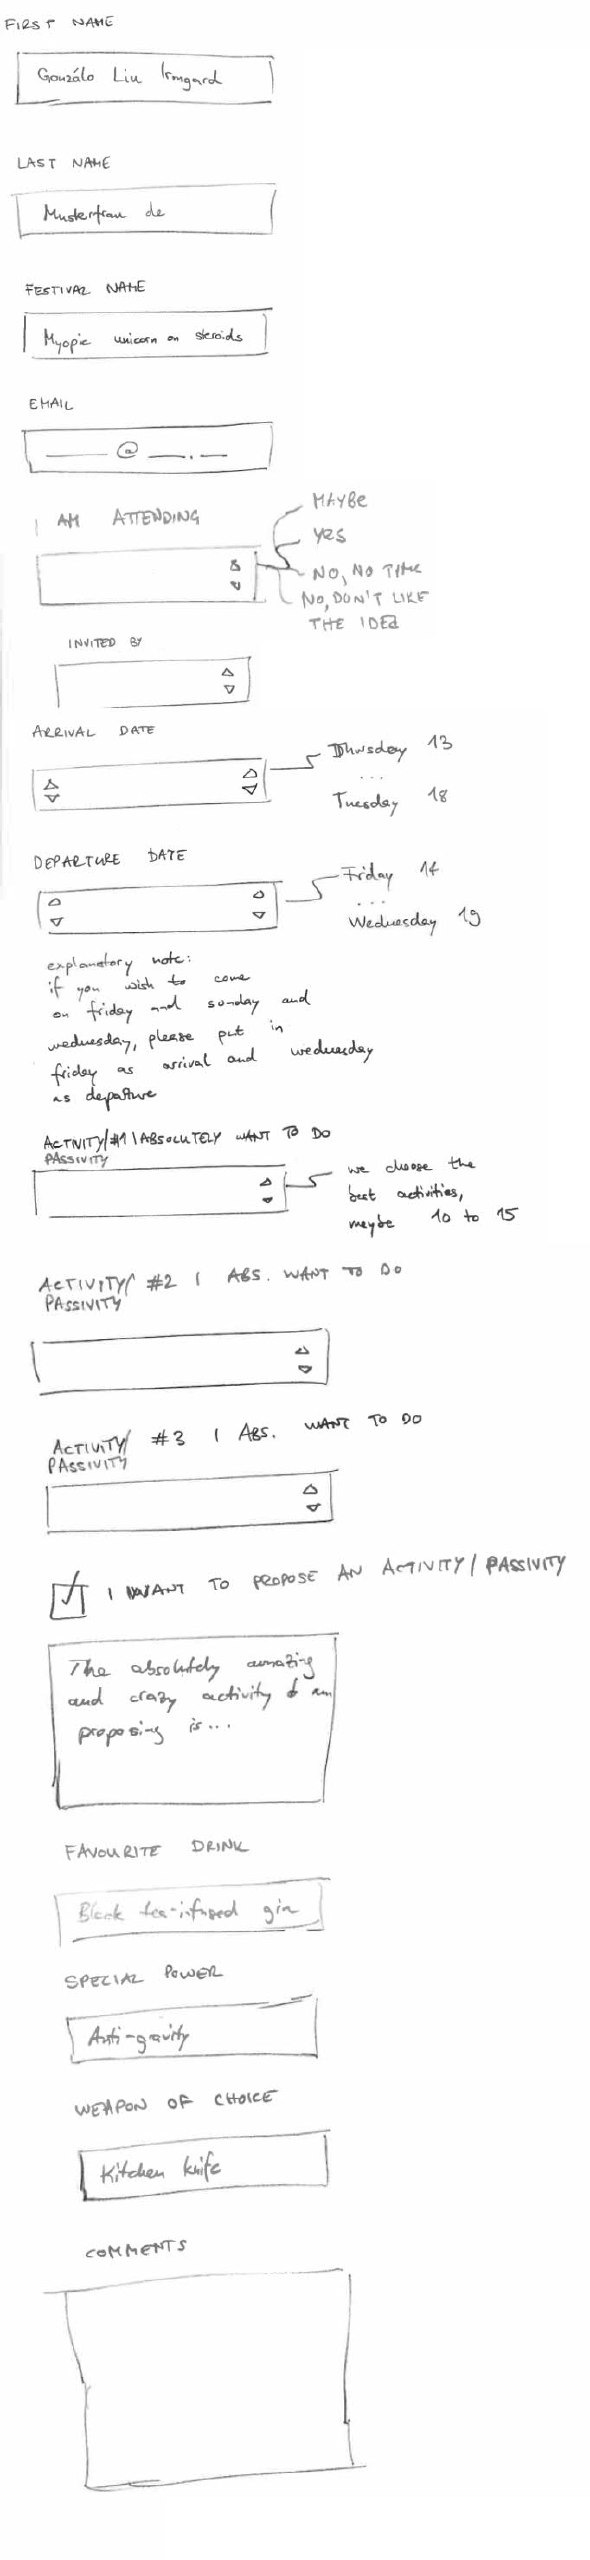 FIRST NAME
Gonzálo Liu Irmgard
LAST NAME
Musterfrau de
FESTIVAL NAME
Myopic unicorn on steroids
EMAIL
@ .
I AM ATTENDING
MAYBE
YES
NO, NO TIME
NO, DON'T LIKE
THE IDEA
INVITED BY
ARRIVAL DATE
Thursday 13
...
Tuesday 18
DEPARTURE DATE
Friday 14
...
Wednesday 19
explanatory note:
if you wish to come
on friday and sunday and
wednesday, please put in
friday as arrival and wednesday
as departure
ACTIVITY/#1 I ABSOLUTELY WANT TO DO
PASSIVITY
we choose the
best activities,
maybe 10 to 15
ACTIVITY/ #2 I ABS. WANT TO DO
PASSIVITY
ACTIVITY/ #3 I ABS. WANT TO DO
PASSIVITY
I WANT TO PROPOSE AN ACTIVITY/PASSIVITY
The absolutely amazing
and crazy activity I am
proposing is...
FAVOURITE DRINK
Black tea-infused gin
SPECIAL POWER
Anti-gravity
WEAPON OF CHOICE
Kitchen knife
COMMENTS